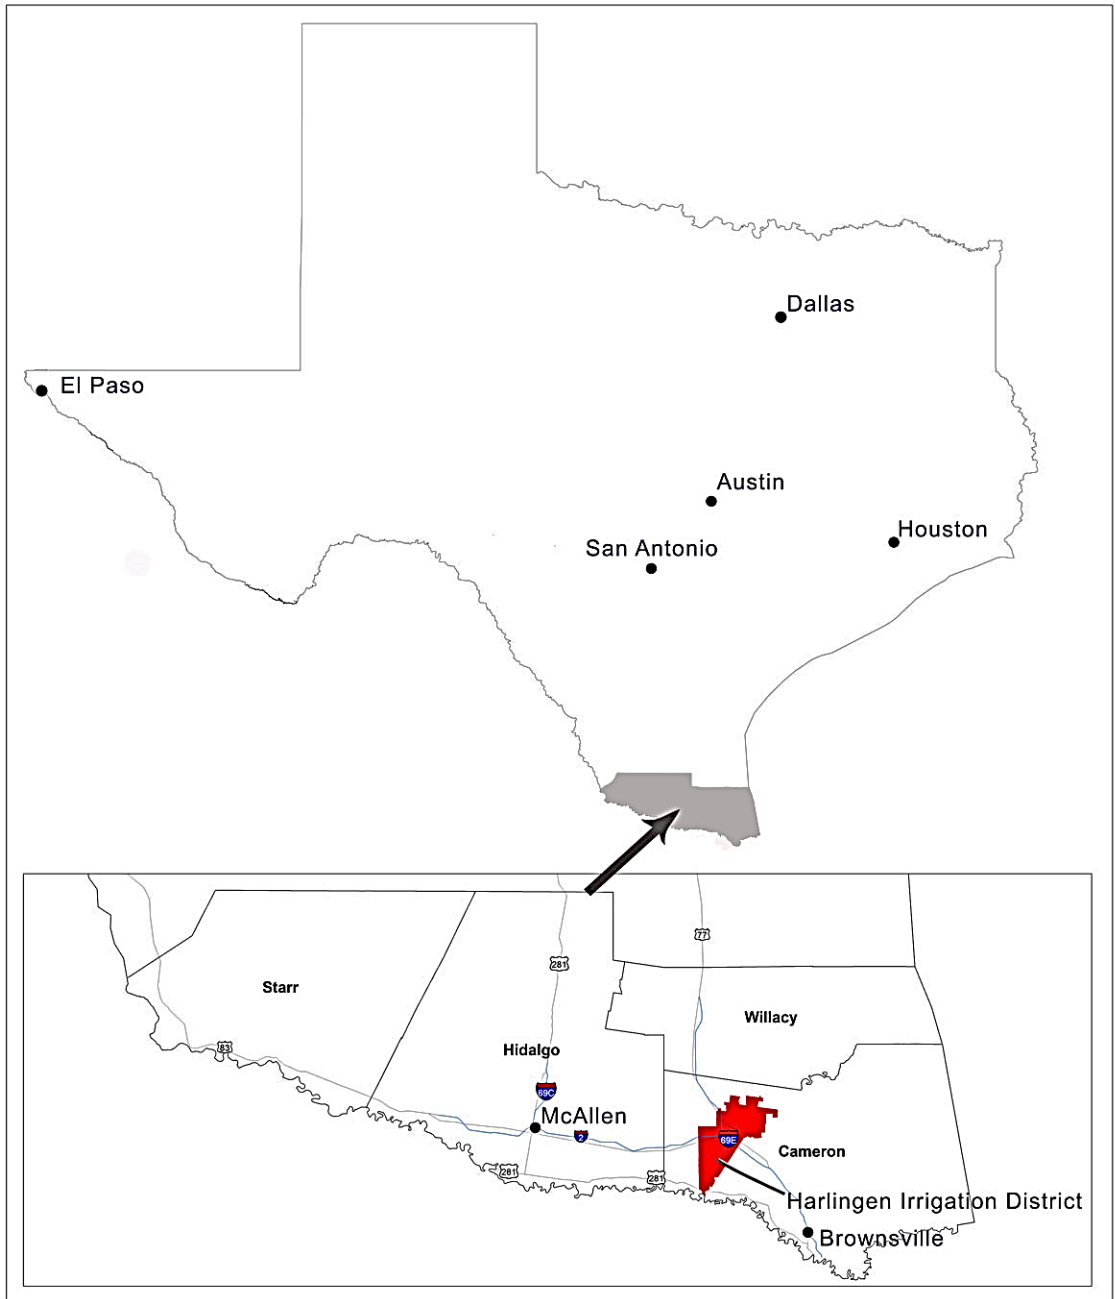 Dallas
El Paso
Austin
Houston
San Antonio
77
281
Starr
Willacy
83
Hidalgo
69C
McAllen
2
69E
Cameron
281
281
Harlingen Irrigation District
Brownsville